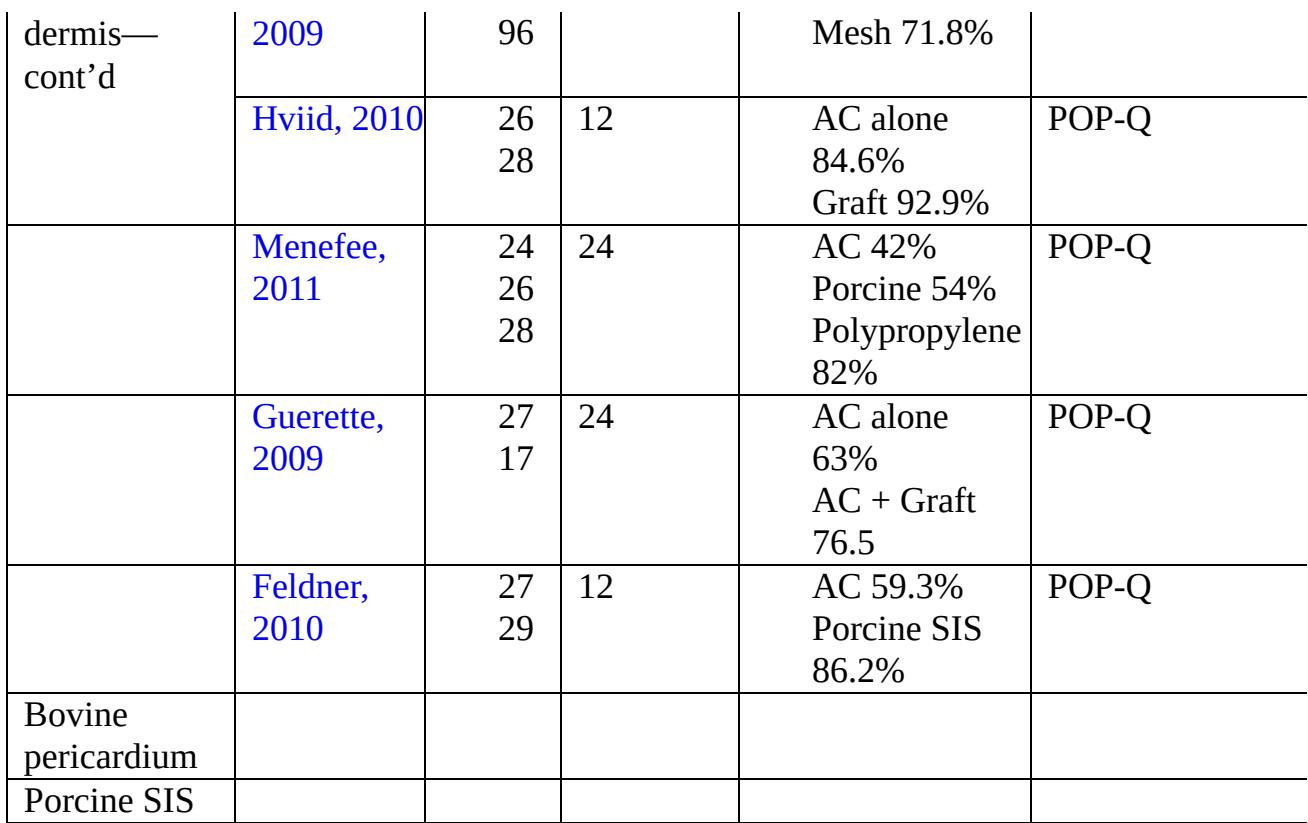 dermis— 2009 96 Mesh 71.8%
cont’d
Hviid, 2010 26 12 AC alone POP-Q
28 84.6%
Graft 92.9%
Menefee, 24 24 AC 42% POP-Q
2011 26 Porcine 54%
28 Polypropylene
82%
Guerette, 27 24 AC alone POP-Q
2009 17 63%
AC + Graft
76.5
Feldner, 27 12 AC 59.3% POP-Q
2010 29 Porcine SIS
86.2%
Bovine
pericardium
Porcine SIS